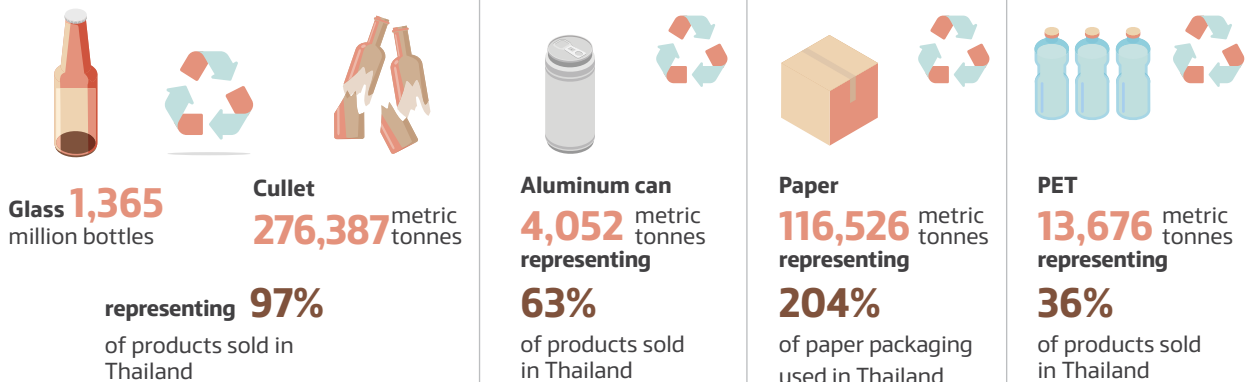 Glass 1,365
million bottles
Cullet
276,387 metric
tonnes
representing 97%
of products sold in
Thailand
Aluminum can
4,052 metric
tonnes
representing
63%
of products sold
in Thailand
Paper
116,526 metric
tonnes
representing
204%
of paper packaging
used in Thailand
PET
13,676 metric
tonnes
representing
36%
of products sold
in Thailand